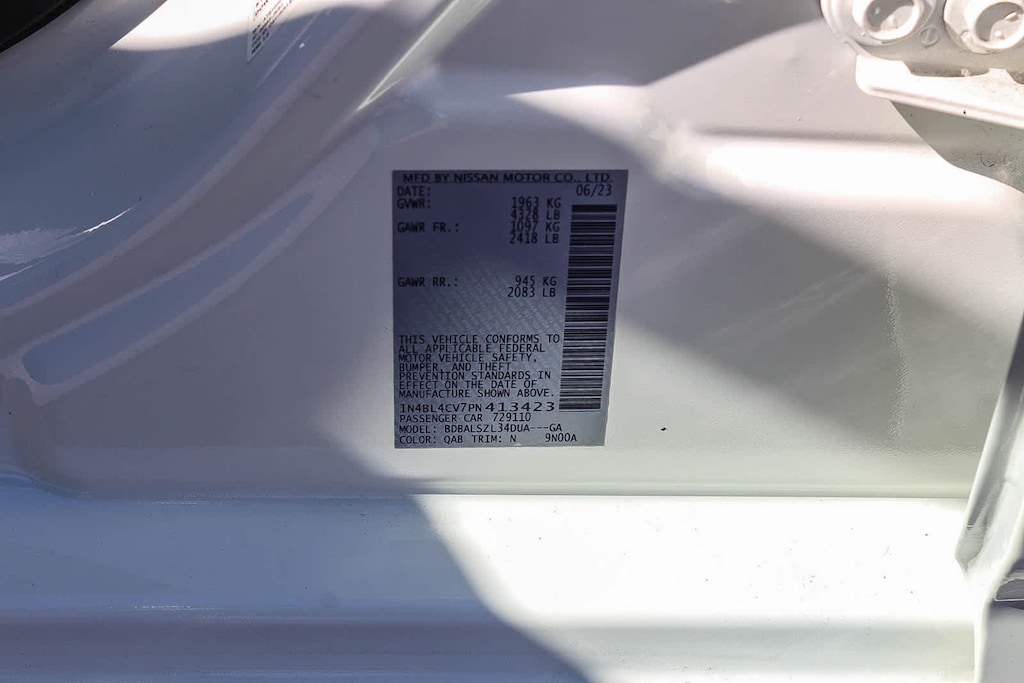 MFD BY NISSAN MOTOR CO., LTD.
DATE: 06/23
GVWR: 1963 KG
4328 LB
GAWR FR.: 1097 KG
2418 LB
GAWR RR.: 945 KG
2083 LB
THIS VEHICLE CONFORMS TO
ALL APPLICABLE FEDERAL
MOTOR VEHICLE SAFETY,
BUMPER, AND THEFT
PREVENTION STANDARDS IN
EFFECT ON THE DATE OF
MANUFACTURE SHOWN ABOVE.
1N4BL4CV7PN413423
PASSENGER CAR 729110
MODEL: BDBALSZL34DUA---GA
COLOR: QAB TRIM: N 9N00A